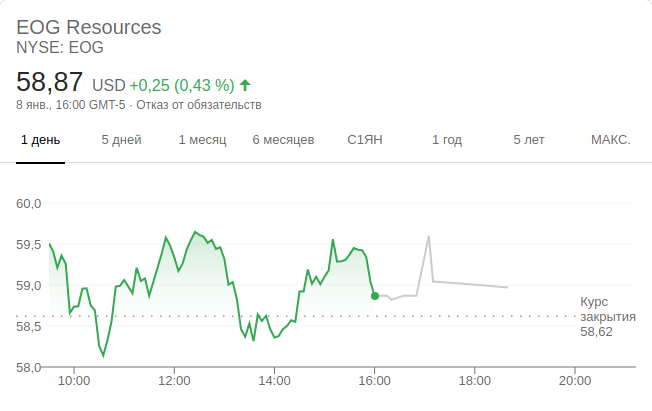 EOG Resources
NYSE: EOG
58,87 USD +0,25 (0,43 %)
8 янв., 16:00 GMT-5 · Отказ от обязательств
1 день 5 дней 1 месяц 6 месяцев С1ЯН 1 год 5 лет МАКС.
60,0
59,5
59,0
58,5
58,0
Курс
закрытия
58,62
10:00 12:00 14:00 16:00 18:00 20:00